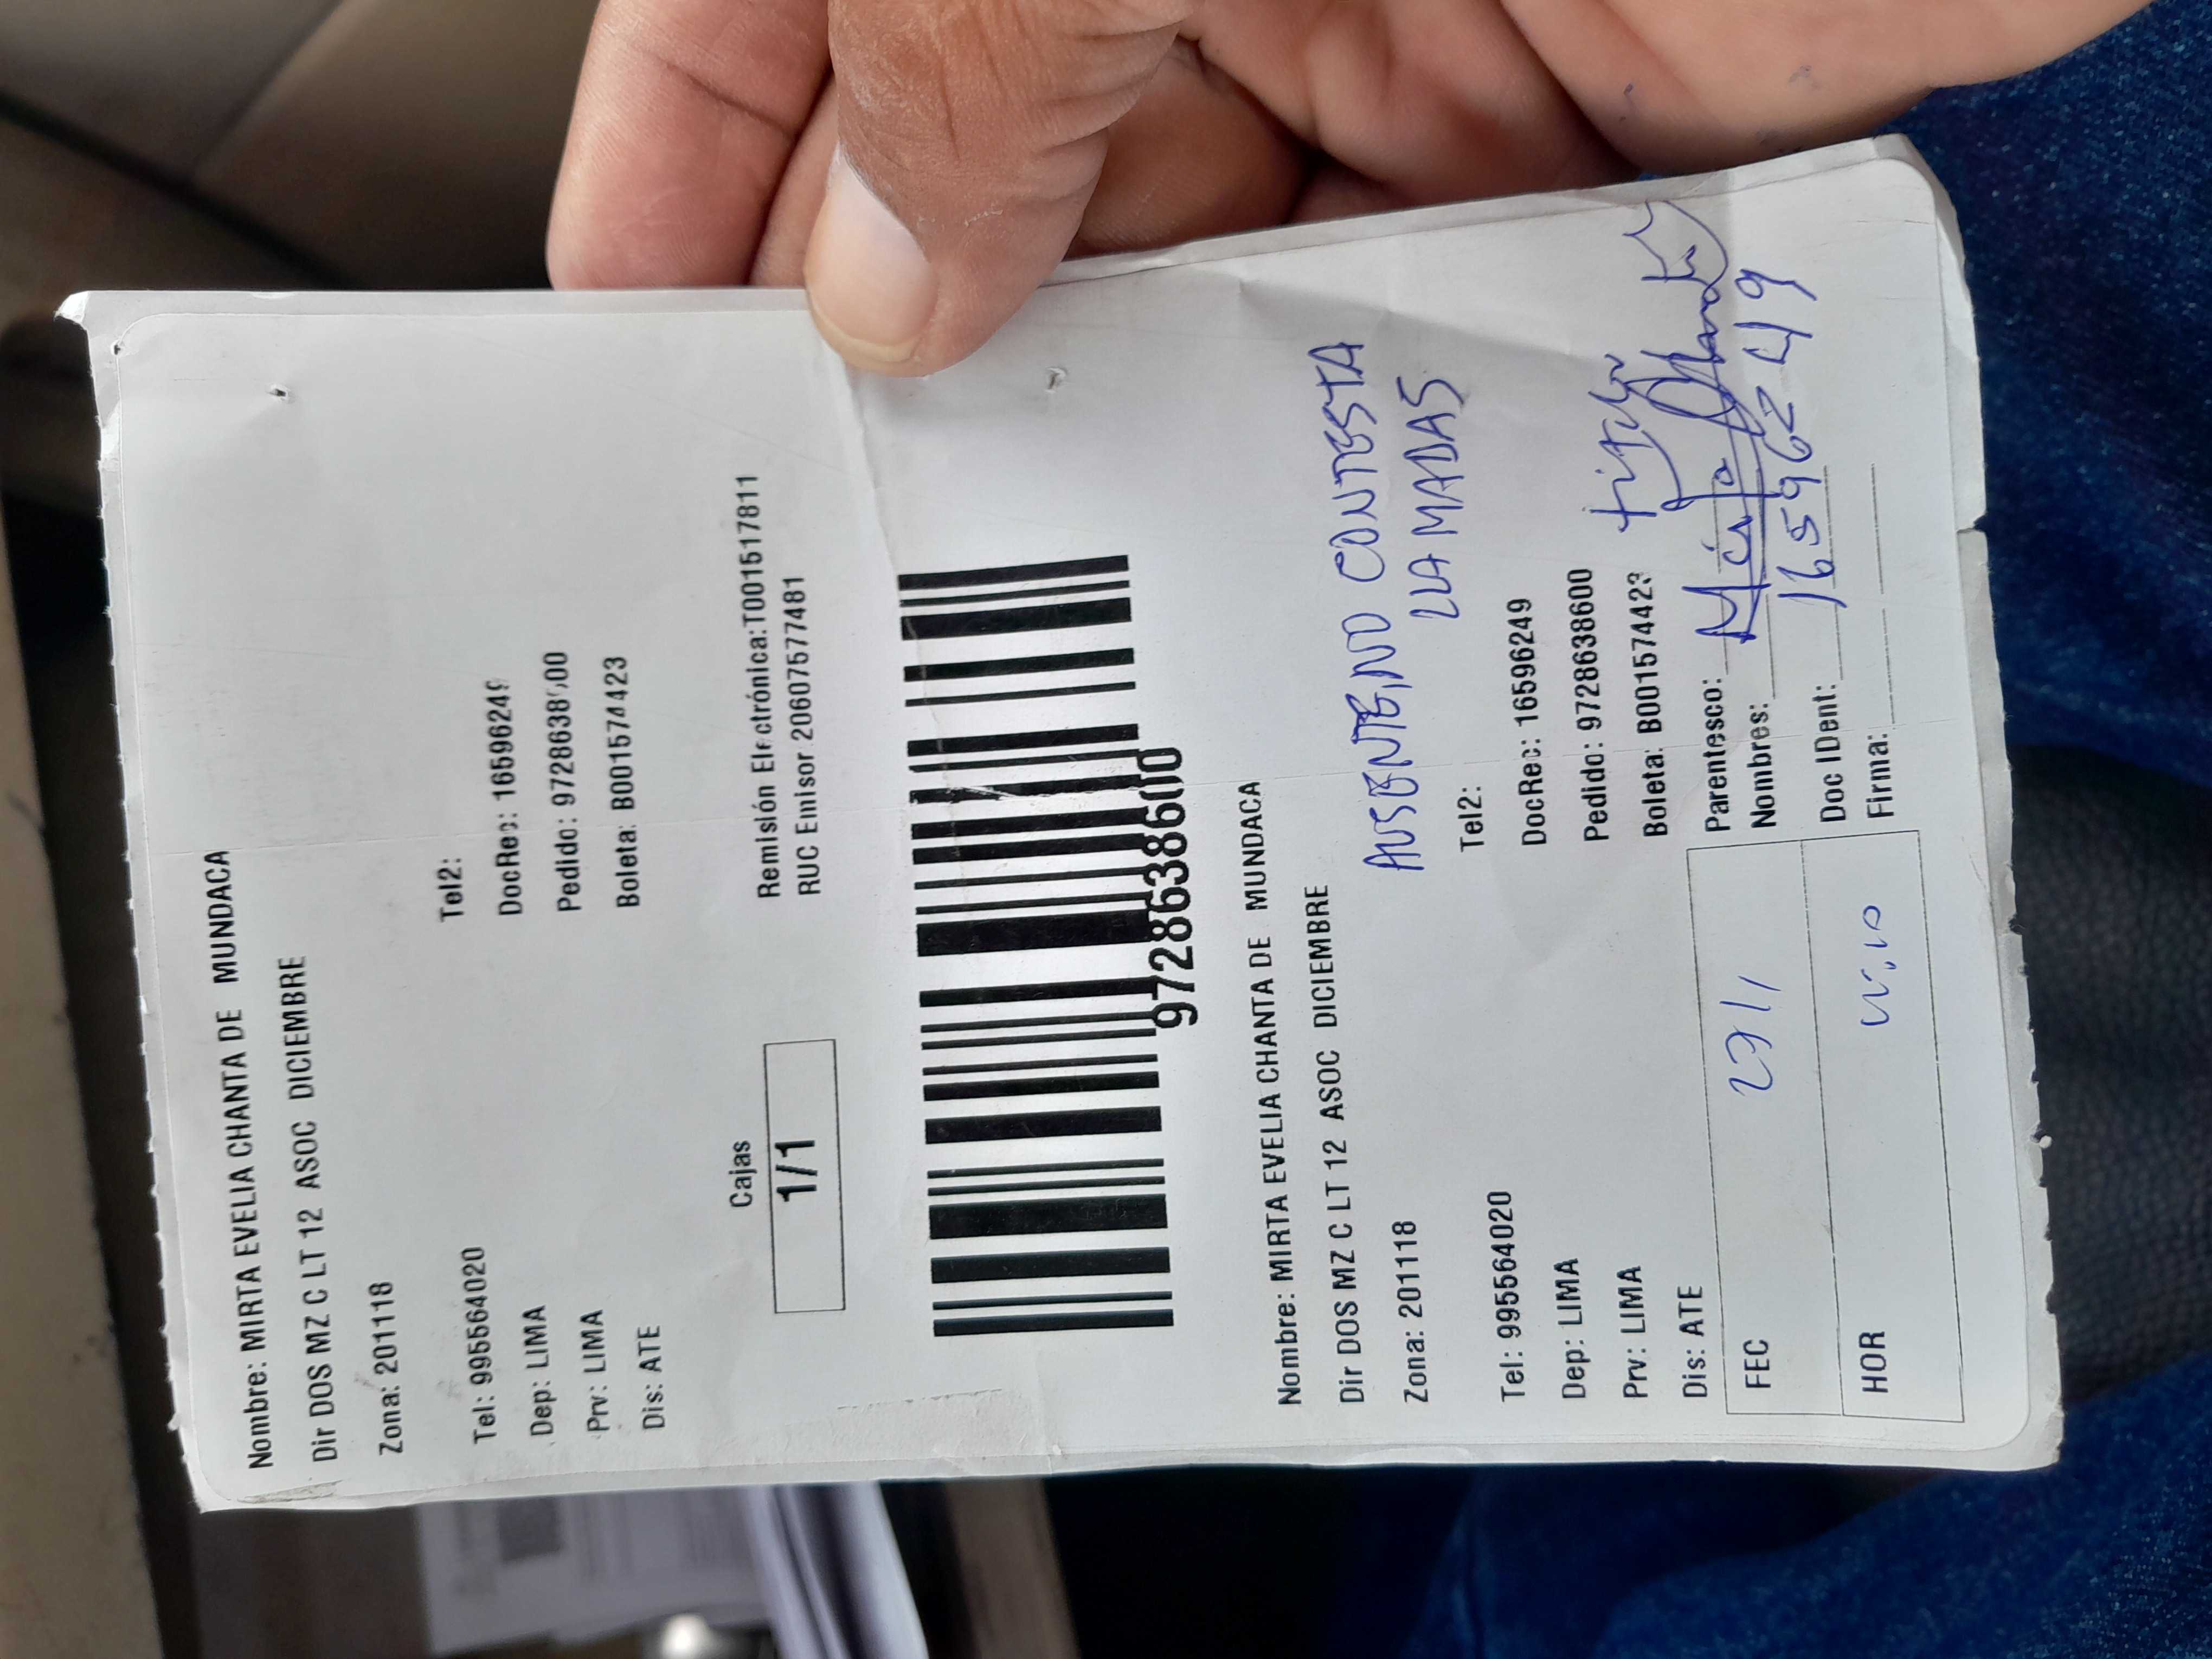 Nombre: MIRTA EVELIA CHANTA DE MUNDACA
Dir DOS MZ C LT 12 ASOC DICIEMBRE
Zona: 201118
Tel: 995564020 Tel2:
Dep: LIMA DocRec: 16596249
Prv: LIMA Pedido: 9728638600
Dis: ATE Boleta: B001574423
Cajas Remisión Electrónica:T001517811
1/1 RUC Emisor 20607577481
9728638600
Nombre: MIRTA EVELIA CHANTA DE MUNDACA
Dir DOS MZ C LT 12 ASOC DICIEMBRE
Zona: 201118 AUSENTE, NO CONTESTA
LLAMADAS
Tel: 995564020 Tel2:
Dep: LIMA DocRec: 16596249
Prv: LIMA Pedido: 97286638600
Dis: ATE Boleta: B001574423
FEC Parentesco:
Nombres:
Doc IDent: 16596249
HOR Firma: